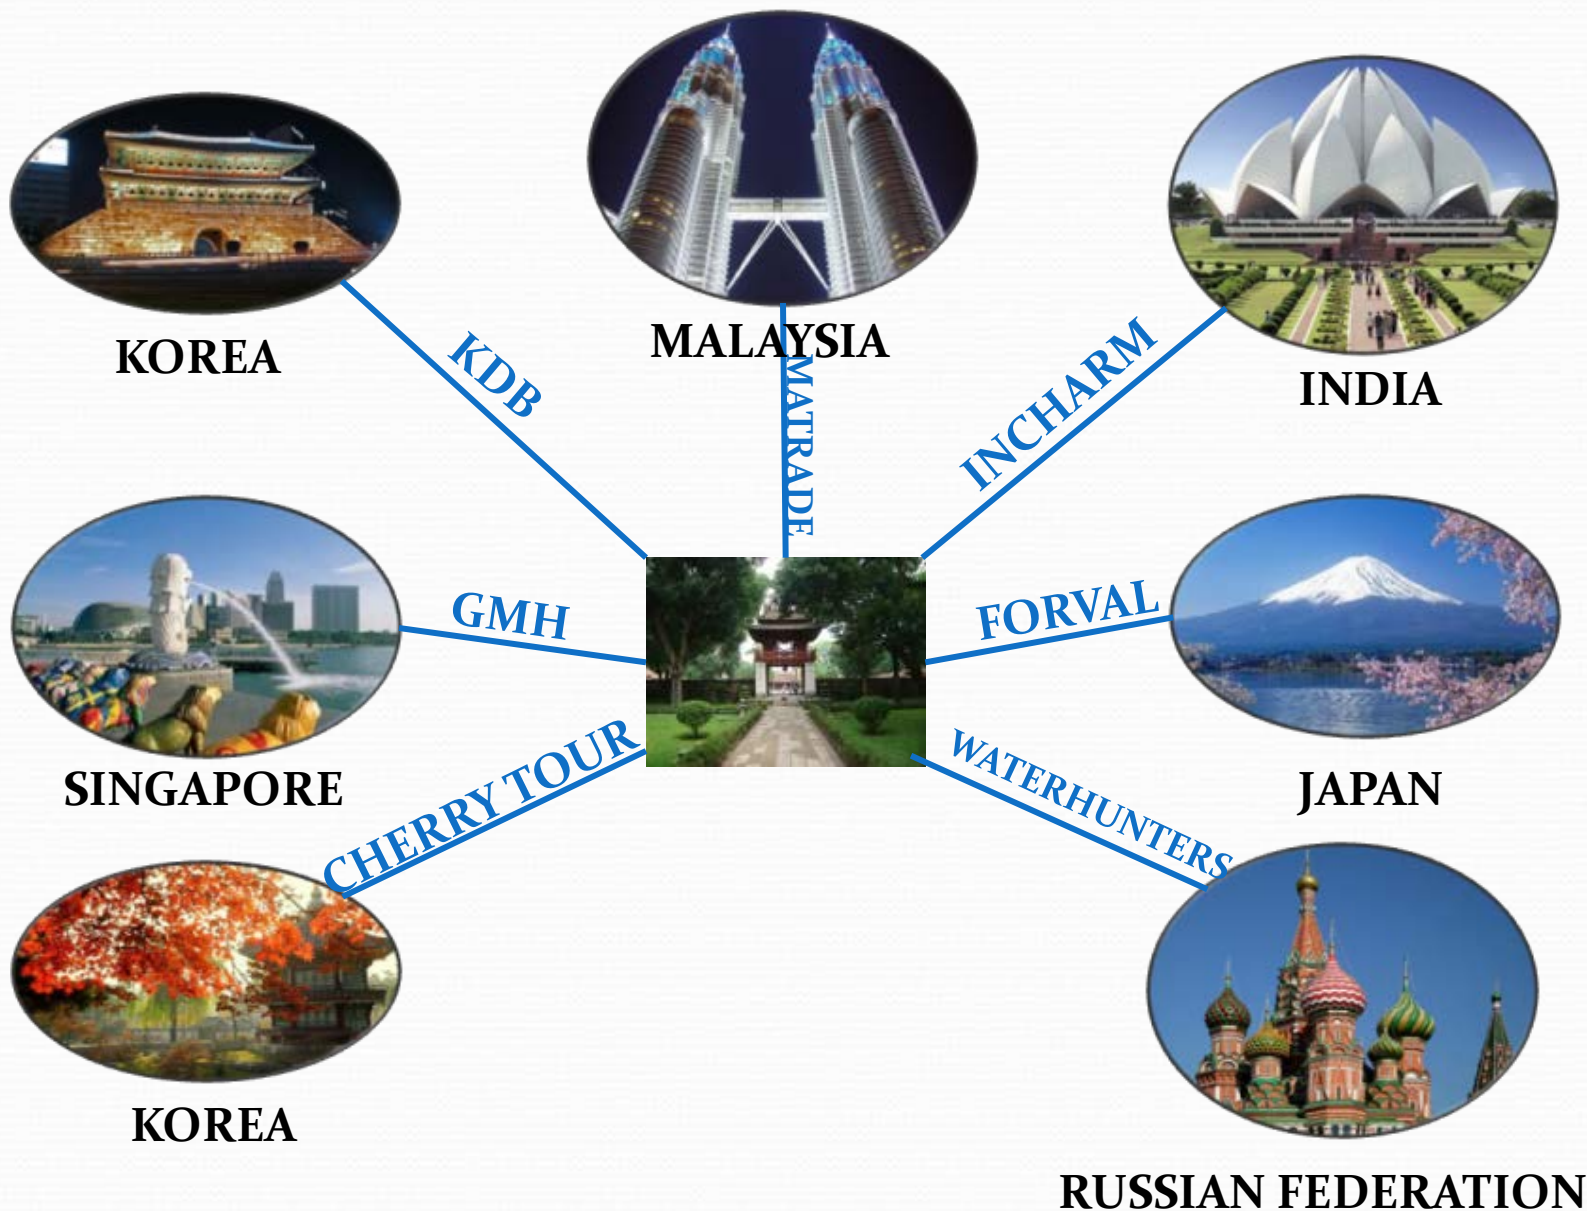 KOREA
MALAYSIA
INDIA
KDB
MATRADE
INCHARM
GMH
FORVAL
SINGAPORE
JAPAN
CHERRY TOUR
WATERHUNTERS
KOREA
RUSSIAN FEDERATION